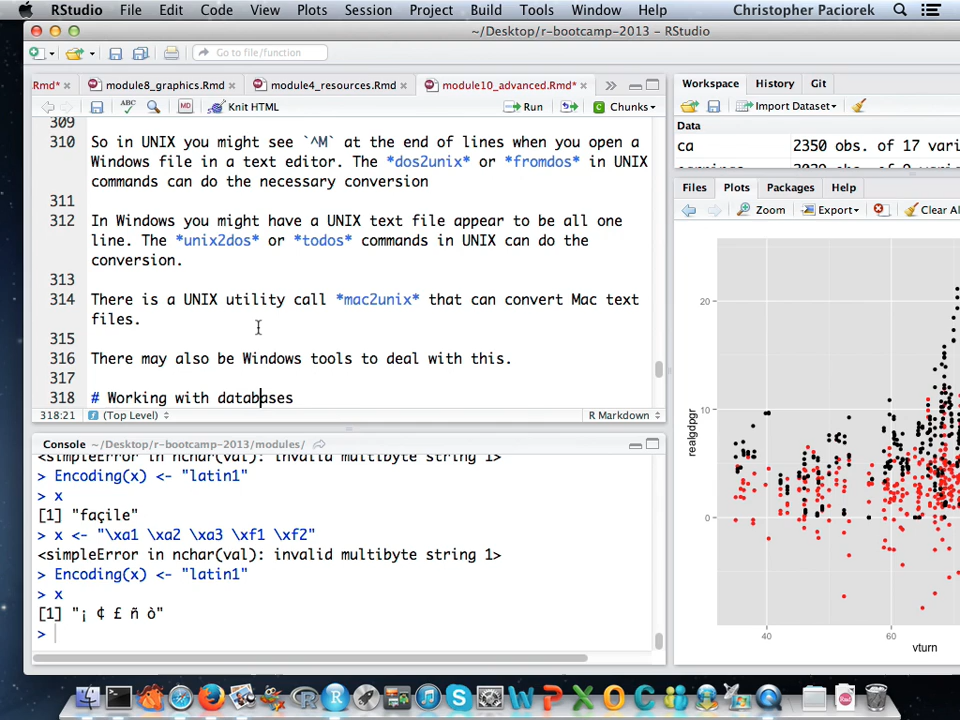 RStudio File Edit Code View Plots Session Project Build Tools Window Help Christopher Paciorek
~/Desktop/r-bootcamp-2013 - RStudio
Go to file/function
.Rmd* × module8_graphics.Rmd × module4_resources.Rmd × module10_advanced.Rmd* × »
ABC MD Knit HTML Run Chunks
309
310 So in UNIX you might see `^M` at the end of lines when you open a
Windows file in a text editor. The *dos2unix* or *fromdos* in UNIX
commands can do the necessary conversion
311
312 In Windows you might have a UNIX text file appear to be all one
line. The *unix2dos* or *todos* commands in UNIX can do the
conversion.
313
314 There is a UNIX utility call *mac2unix* that can convert Mac text
files.
315
316 There may also be Windows tools to deal with this.
317
318 # Working with databases
318:21 (Top Level) R Markdown
Console ~/Desktop/r-bootcamp-2013/modules/
<simpleError in nchar(val): invalid multibyte string 1>
> Encoding(x) <- "latin1"
> x
[1] "façile"
> x <- "\xa1 \xa2 \xa3 \xf1 \xf2"
<simpleError in nchar(val): invalid multibyte string 1>
> Encoding(x) <- "latin1"
> x
[1] "¡ ¢ £ ñ ò"
>
Workspace History Git
Import Dataset
Data
ca 2350 obs. of 17 vari
Files Plots Packages Help
Zoom Export Clear Al
20
10
0
realgdpgr
40 60
vturn